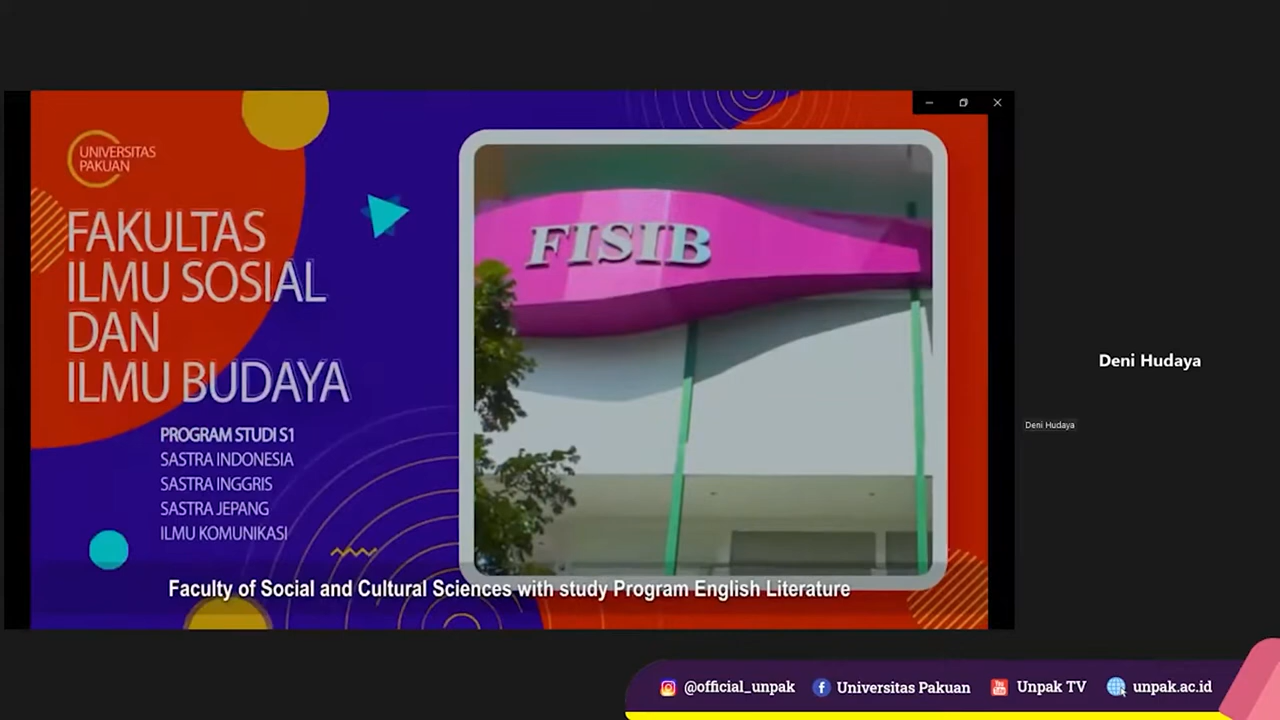 UNIVERSITAS
PAKUAN
FAKULTAS
ILMU SOSIAL
DAN
ILMU BUDAYA
PROGRAM STUDI S1
SASTRA INDONESIA
SASTRA INGGRIS
SASTRA JEPANG
ILMU KOMUNIKASI
FISIB
Faculty of Social and Cultural Sciences with study Program English Literature
Deni Hudaya
Deni Hudaya
@official_unpak
Universitas Pakuan
Unpak TV
unpak.ac.id